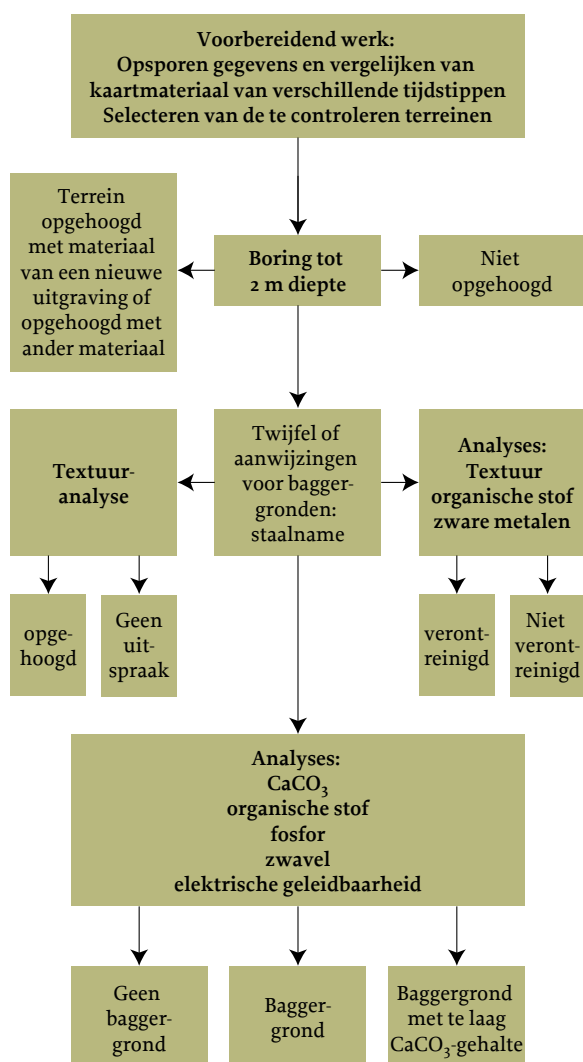 Voorbereidend werk:
Opsporen gegevens en vergelijken van
kaartmateriaal van verschillende tijdstippen
Selecteren van de te controleren terreinen
Terrein
opgehoogd
met materiaal
van een nieuwe
uitgraving of
opgehoogd met
ander materiaal
Boring tot
2 m diepte
Niet
opgehoogd
Textuur-
analyse
Twijfel of
aanwijzingen
voor bagger-
gronden:
staalname
Analyses:
Textuur
organische stof
zware metalen
opge-
hoogd
Geen
uit-
spraak
veront-
reinigd
Niet
veront-
reinigd
Analyses:
CaCO₃
organische stof
fosfor
zwavel
elektrische geleidbaarheid
Geen
bagger-
grond
Bagger-
grond
Baggergrond
met te laag
CaCO₃-gehalte